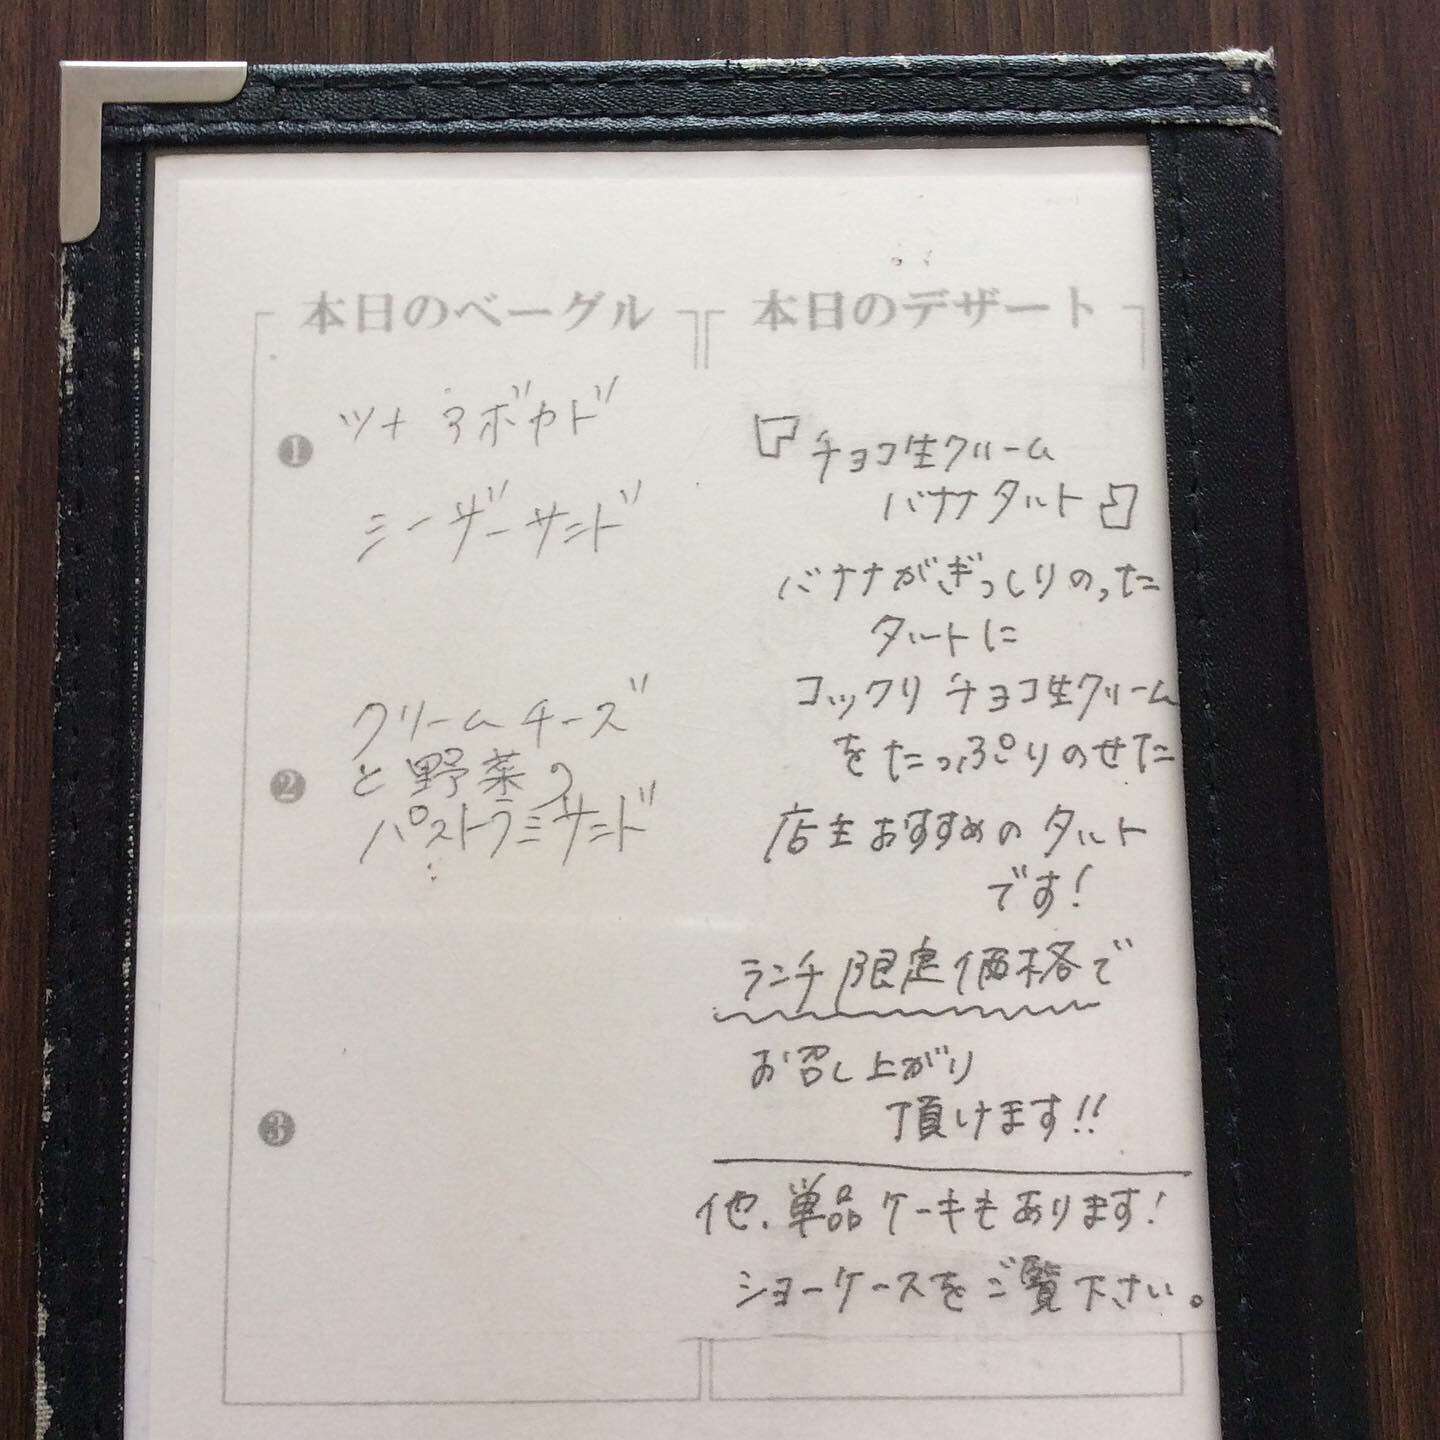 本日のベーグル
❶
ツナアボカド
シーザーサンド
❷
クリームチーズ
と野菜の
パストラミサンド
❸
本日のデザート
『チョコ生クリーム
バナナタルト』
バナナがぎっしりのった
タルトに
コックリチョコ生クリーム
をたっぷりのせた
店主おすすめのタルト
です!
ランチ限定価格で
お召し上がり
頂けます!!
他、単品ケーキもあります!
ショーケースをご覧下さい。